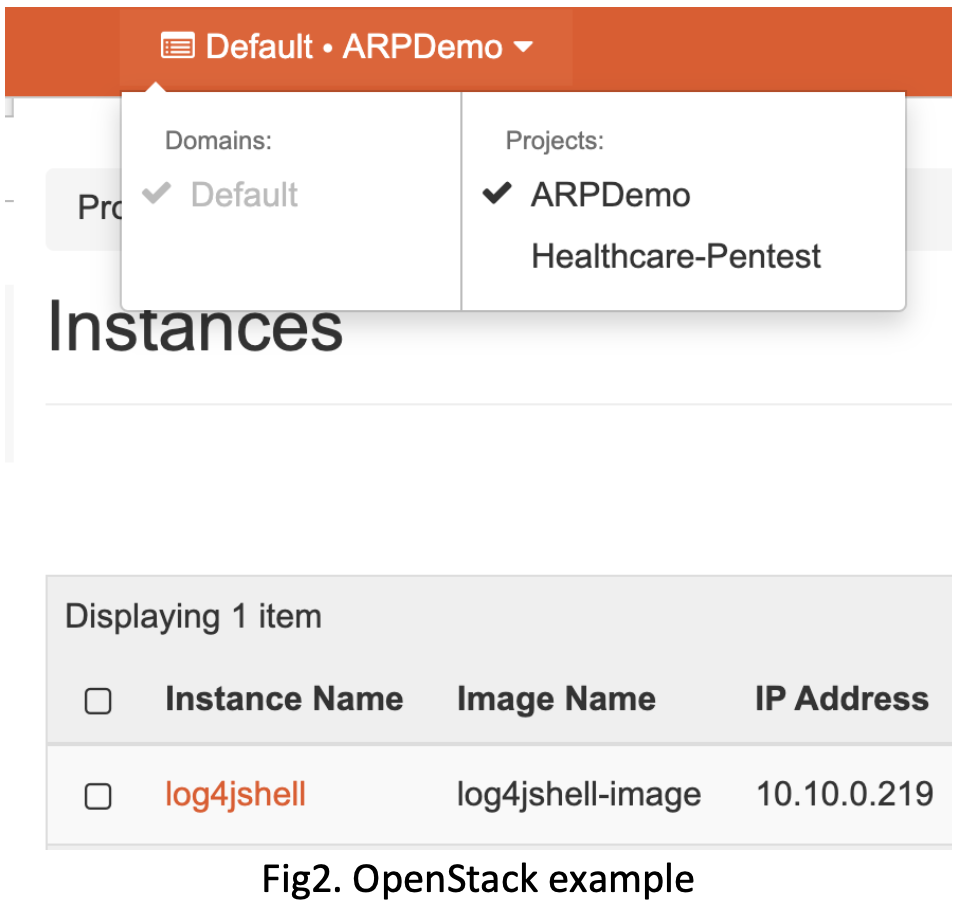 Default • ARPDemo
Domains:
Projects:
Default
ARPDemo
Healthcare-Pentest
Instances
Displaying 1 item
Instance Name Image Name IP Address
log4jshell log4jshell-image 10.10.0.219
Fig2. OpenStack example